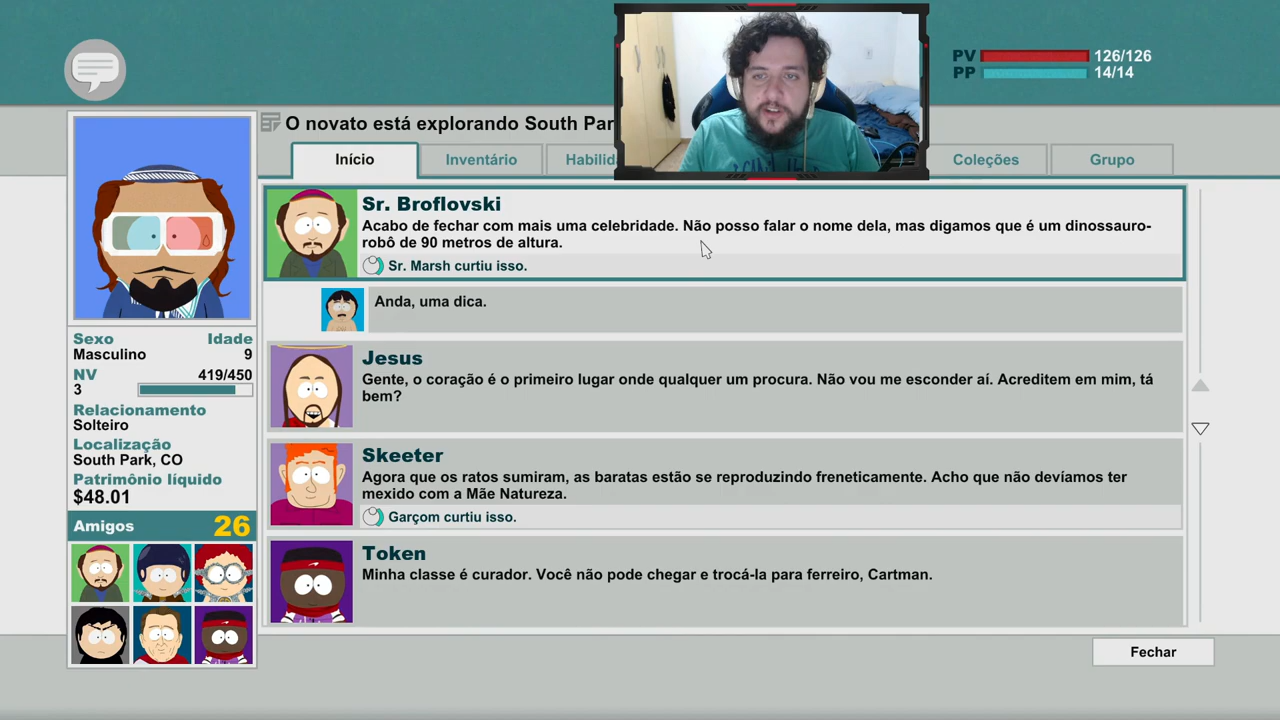 PV 126/126
PP 14/14
O novato está explorando South Par
Início
Inventário
Habilid
Coleções
Grupo
Sr. Broflovski
Acabo de fechar com mais uma celebridade. Não posso falar o nome dela, mas digamos que é um dinossauro-
robô de 90 metros de altura.
Sr. Marsh curtiu isso.
Anda, uma dica.
Jesus
Gente, o coração é o primeiro lugar onde qualquer um procura. Não vou me esconder aí. Acreditem em mim, tá
bem?
Skeeter
Agora que os ratos sumiram, as baratas estão se reproduzindo freneticamente. Acho que não devíamos ter
mexido com a Mãe Natureza.
Garçom curtiu isso.
Token
Minha classe é curador. Você não pode chegar e trocá-la para ferreiro, Cartman.
Sexo Idade
Masculino 9
NV 419/450
3
Relacionamento
Solteiro
Localização
South Park, CO
Patrimônio líquido
$48.01
Amigos 26
Fechar